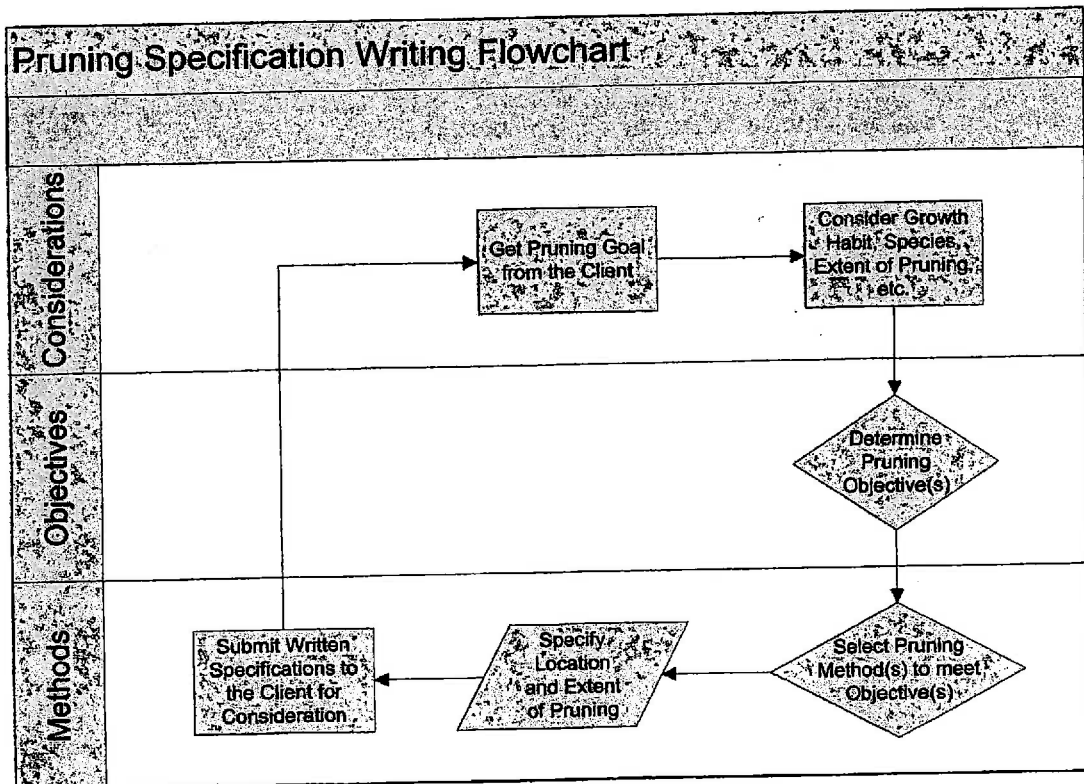 Pruning Specification Writing Flowchart
Considerations
Get Pruning Goal
from the Client
Consider Growth
Habit, Species,
Extent of Pruning,
etc.
Objectives
Determine
Pruning
Objective(s)
Methods
Submit Written
Specifications to
the Client for
Consideration
Specify
Location
and Extent
of Pruning
Select Pruning
Method(s) to meet
Objective(s)